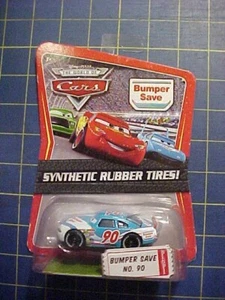 THE WORLD OF
Cars
Bumper
Save
SYNTHETIC RUBBER TIRES!
90
BUMPER SAVE
NO. 90